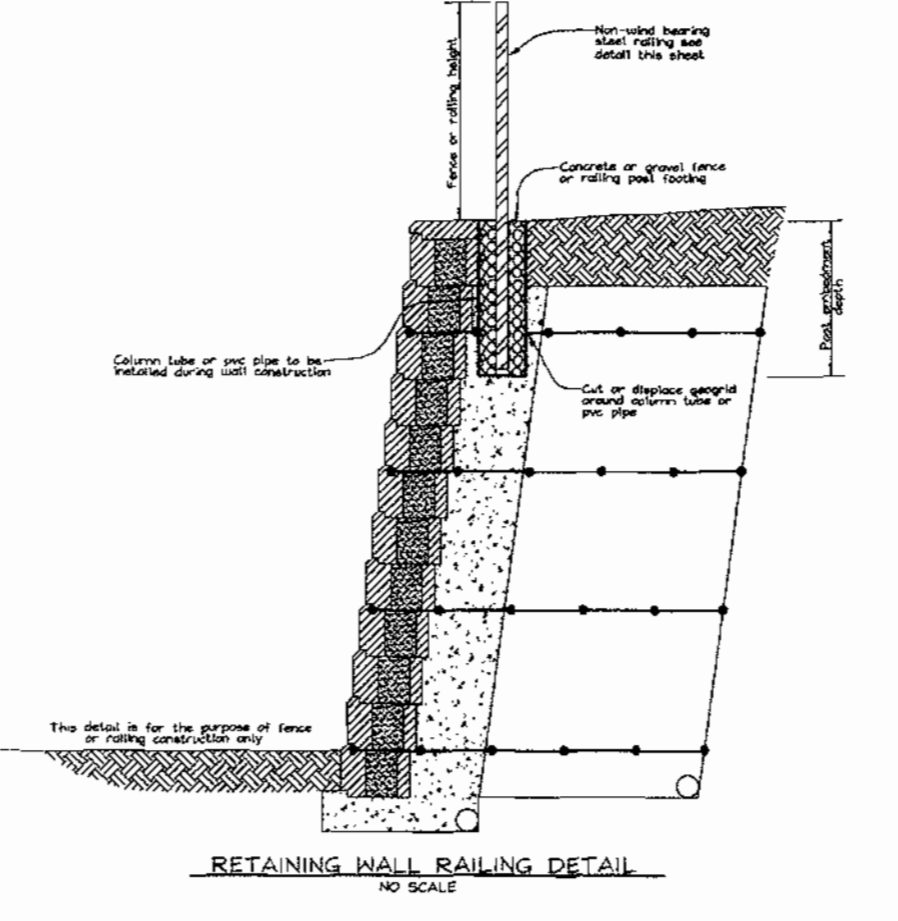 Non-wind bearing
steel railing see
detail this sheet
Fence or railing height
Concrete or gravel fence
or railing post footing
Post embedment
depth
Column tube or pvc pipe to be
installed during wall construction
Cut or displace geogrid
around column tube or
pvc pipe
This detail is for the purpose of fence
or railing construction only
RETAINING WALL RAILING DETAIL
NO SCALE